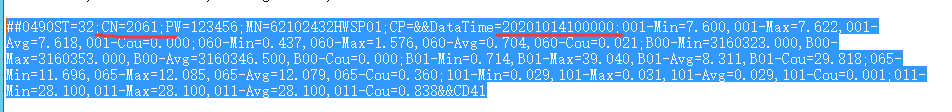 ##0490ST=32;CN=2061;PW=123456;MN=62102432HWSP01;CP=&&DataTime=20201014100000;001-Min=7.600,001-Max=7.622,001-
Avg=7.618,001-Cou=0.000;060-Min=0.437,060-Max=1.576,060-Avg=0.704,060-Cou=0.021;B00-Min=3160323.000,B00-
Max=3160353.000,B00-Avg=3160346.500,B00-Cou=0.000;B01-Min=0.714,B01-Max=39.040,B01-Avg=8.311,B01-Cou=29.818;065-
Min=11.696,065-Max=12.085,065-Avg=12.079,065-Cou=0.360;101-Min=0.029,101-Max=0.031,101-Avg=0.029,101-Cou=0.001;011-
Min=28.100,011-Max=28.100,011-Avg=28.100,011-Cou=0.838&&CD41